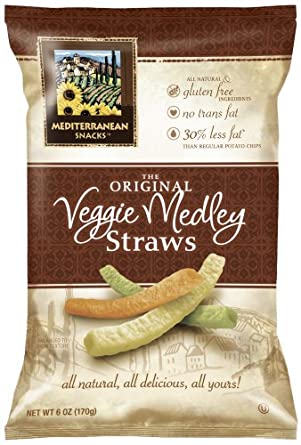 MEDITERRANEAN
SNACKS™
ALL NATURAL &
gluten free
INGREDIENTS
no trans fat
30% less fat*
THAN REGULAR POTATO CHIPS
THE
ORIGINAL
Veggie Medley
Straws
all natural, all delicious, all yours!
NET WT 6 OZ (170g)
U